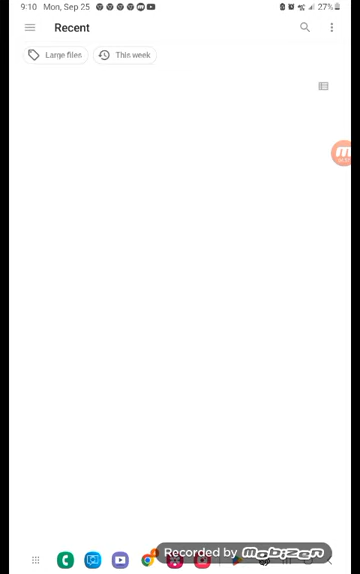 9:10 Mon, Sep 25 27%
Recent
Large files This week
Recorded by mobizen